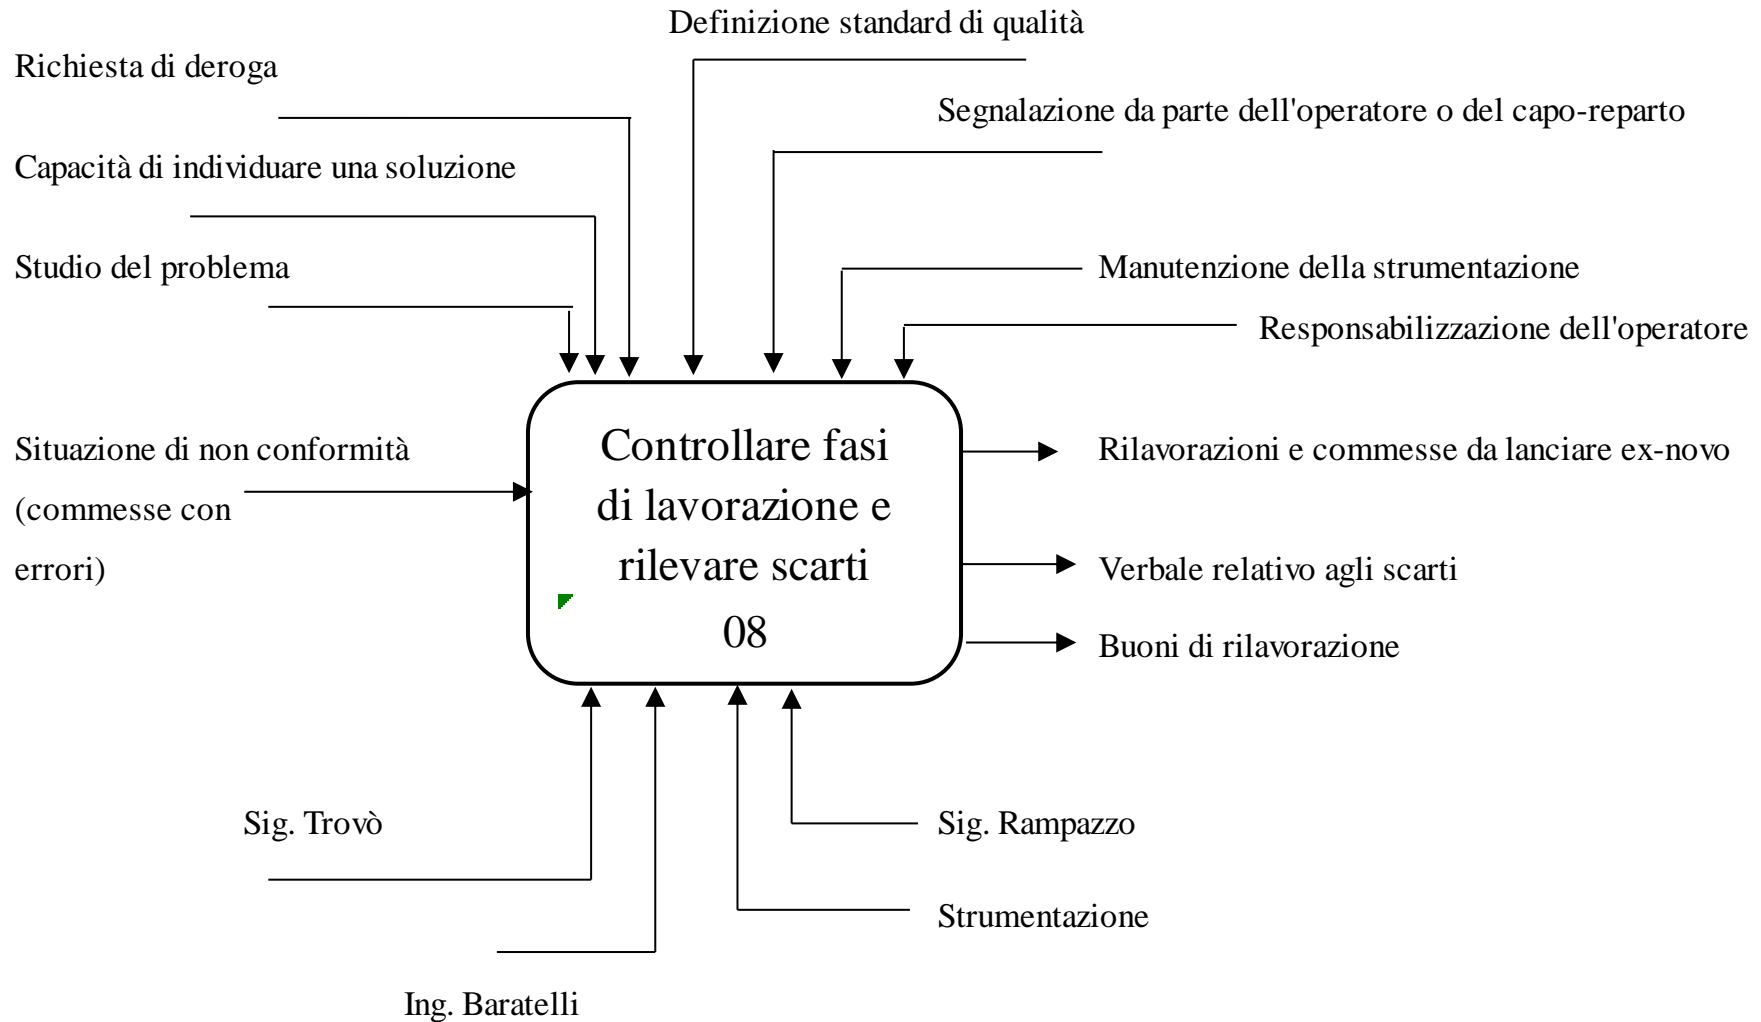 Definizione standard di qualità
Richiesta di deroga
Segnalazione da parte dell'operatore o del capo-reparto
Capacità di individuare una soluzione
Studio del problema
Manutenzione della strumentazione
Responsabilizzazione dell'operatore
Situazione di non conformità
(commesse con
errori)
Controllare fasi
di lavorazione e
rilevare scarti
08
Rilavorazioni e commesse da lanciare ex-novo
Verbale relativo agli scarti
Buoni di rilavorazione
Sig. Trovò
Sig. Rampazzo
Strumentazione
Ing. Baratelli